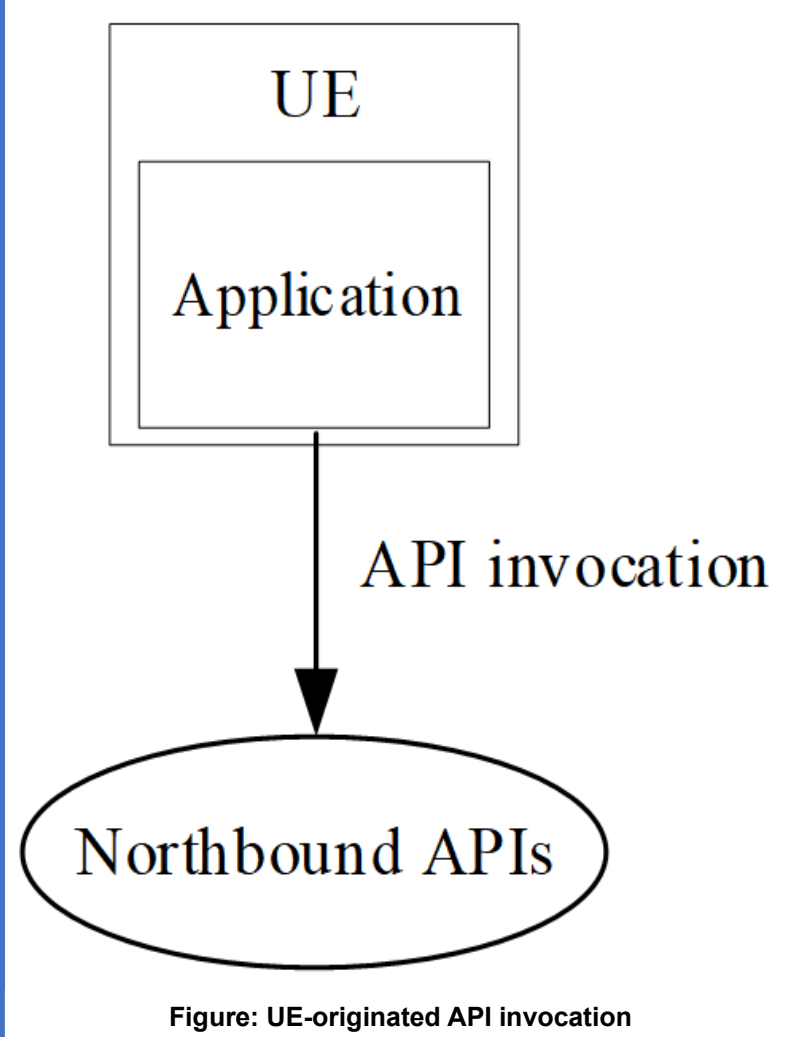 UE
Application
API invocation
Northbound APIs
Figure: UE-originated API invocation